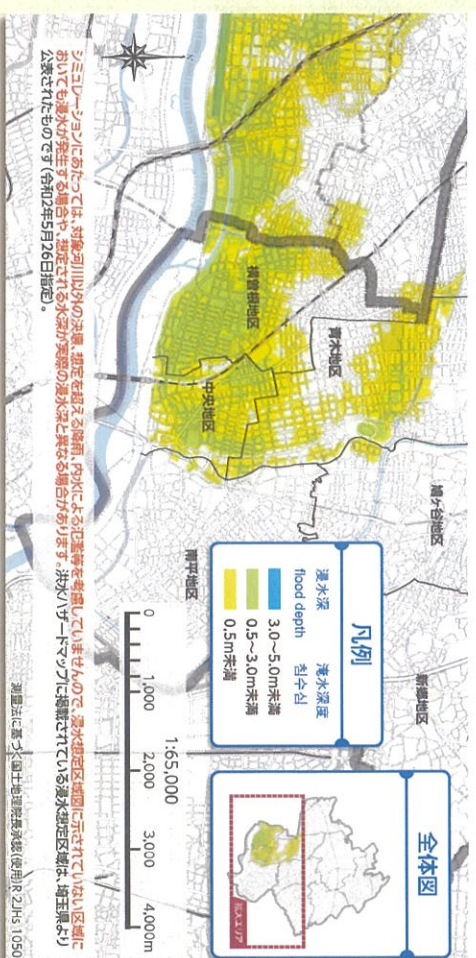 横曽根地区
青木地区
中央地区
鳩ヶ谷地区
南平地区
新郷地区
凡例
浸水深 淹水深度
flood depth 침수심
3.0～5.0m未満
0.5～3.0m未満
0.5m未満
全体図
拡大エリア
1:65,000
0 1,000 2,000 3,000 4,000m
シミュレーションにあたっては、対象河川以外の決壊、想定を超える降雨、内水による氾濫等を考慮していませんので、浸水想定区域図に示されていない区域に
おいても浸水が発生する場合や、想定される水深が実際の浸水深と異なる場合があります。洪水ハザードマップに掲載されている浸水想定区域は、埼玉県より
公表されたものです(令和2年5月26日指定)。
測量法に基づく国土地理院長承認(使用)R 2JHs 1050